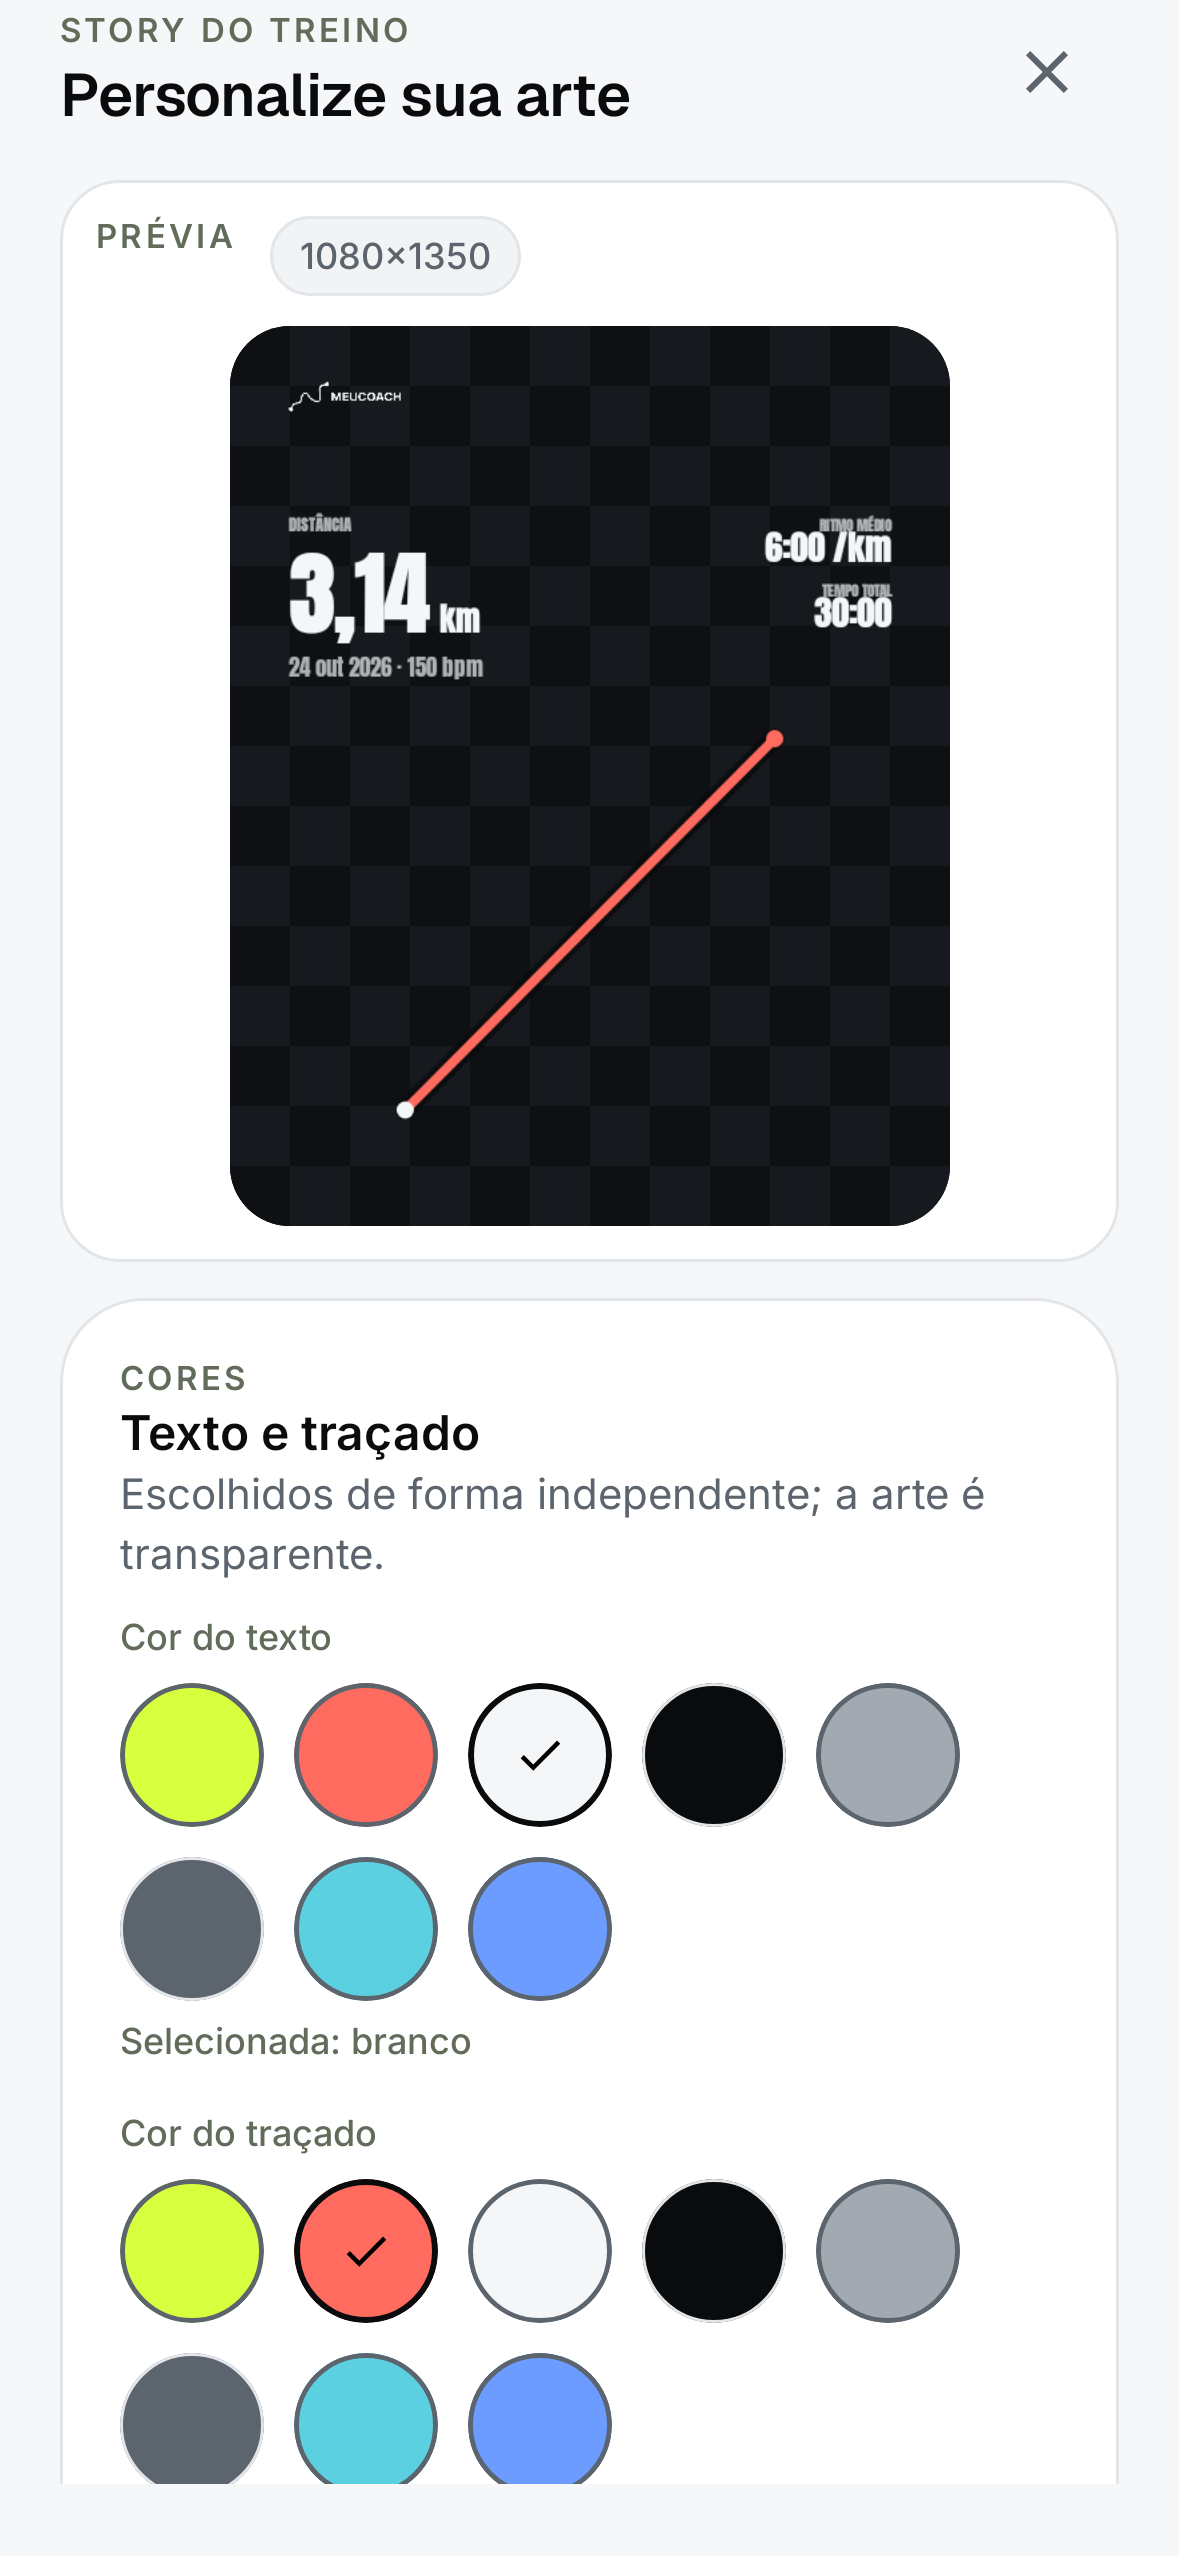 STORY DO TREINO
Personalize sua arte
PRÉVIA
1080×1350
MEUCOACH
DISTÂNCIA
3,14 km
24 out 2026 · 150 bpm
RITMO MÉDIO
6:00 /km
TEMPO TOTAL
30:00
CORES
Texto e traçado
Escolhidos de forma independente; a arte é
transparente.
Cor do texto
Selecionada: branco
Cor do traçado